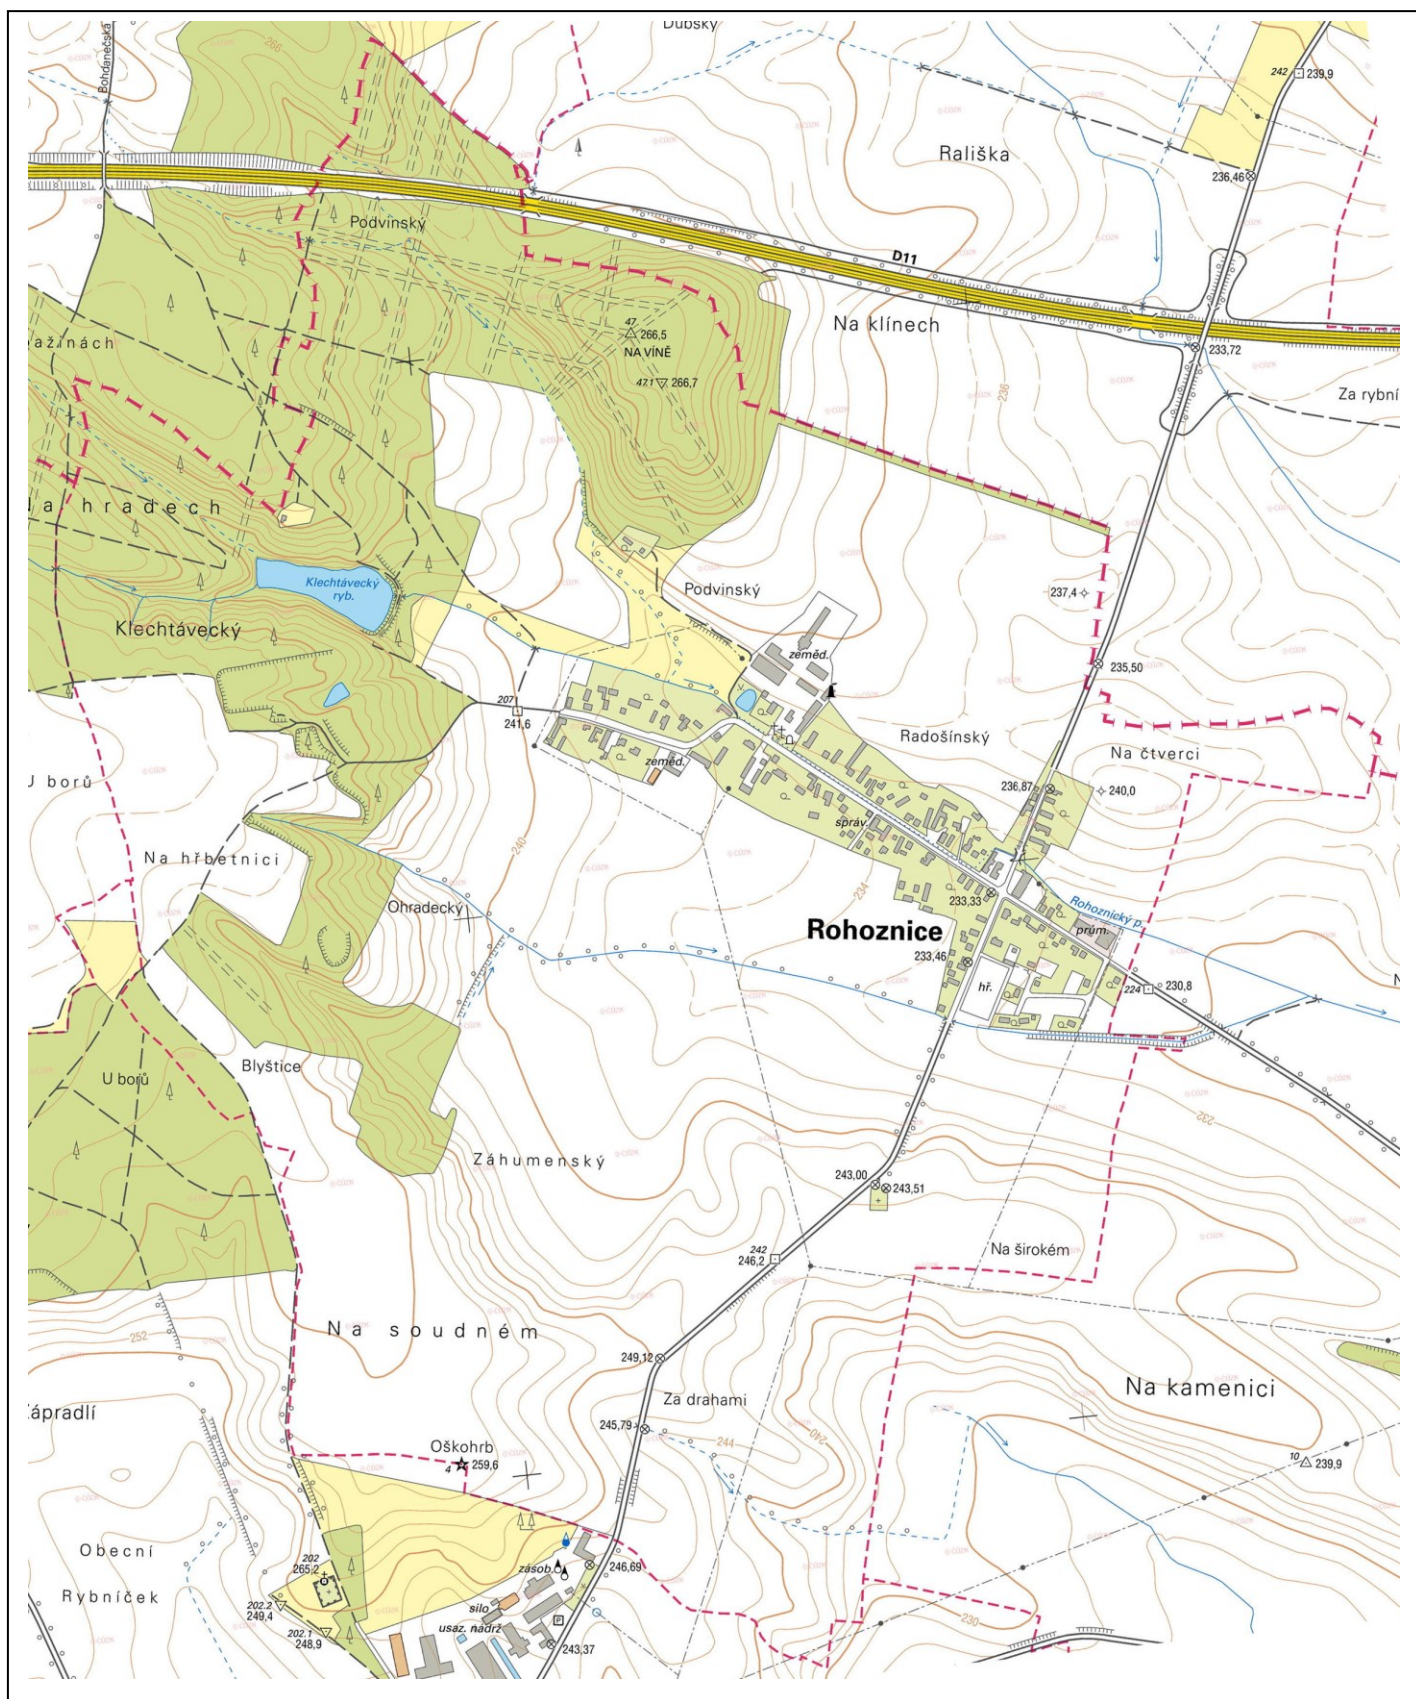 Dubský
Bohdanečská
266
242 239,9
Rališka
236,46
Podvinský
D11
Na klínech
47 266,5
NA VÍNĚ
47.1 266,7
233,72
ažinách
236
Za rybní
a hradech
Klechtávecký
ryb.
Podvinský
237,4
Klechtávecký
zeměd.
235,50
207
241,6
Radošínský
Na čtverci
zeměd.
U borů
236,87
240,0
správ.
240
Na hřbetnici
234
Ohradecký
233,33
Rohoznický p.
Rohoznice
prům.
233,46
hř.
224 230,8
N
Blyštice
U borů
232
Záhumenský
243,00
243,51
242
246,2
Na širokém
Na soudném
252
249,12
Na kamenici
Za drahami
ápradlí
245,79
244
240
Oškohrb
4 259,6
10 239,9
Obecní
Rybníček
202
265,2
zásob.
246,69
202.2
249,4
silo
usaz. nádrž
P
230
202.1
248,9
243,37
©ČÚZK